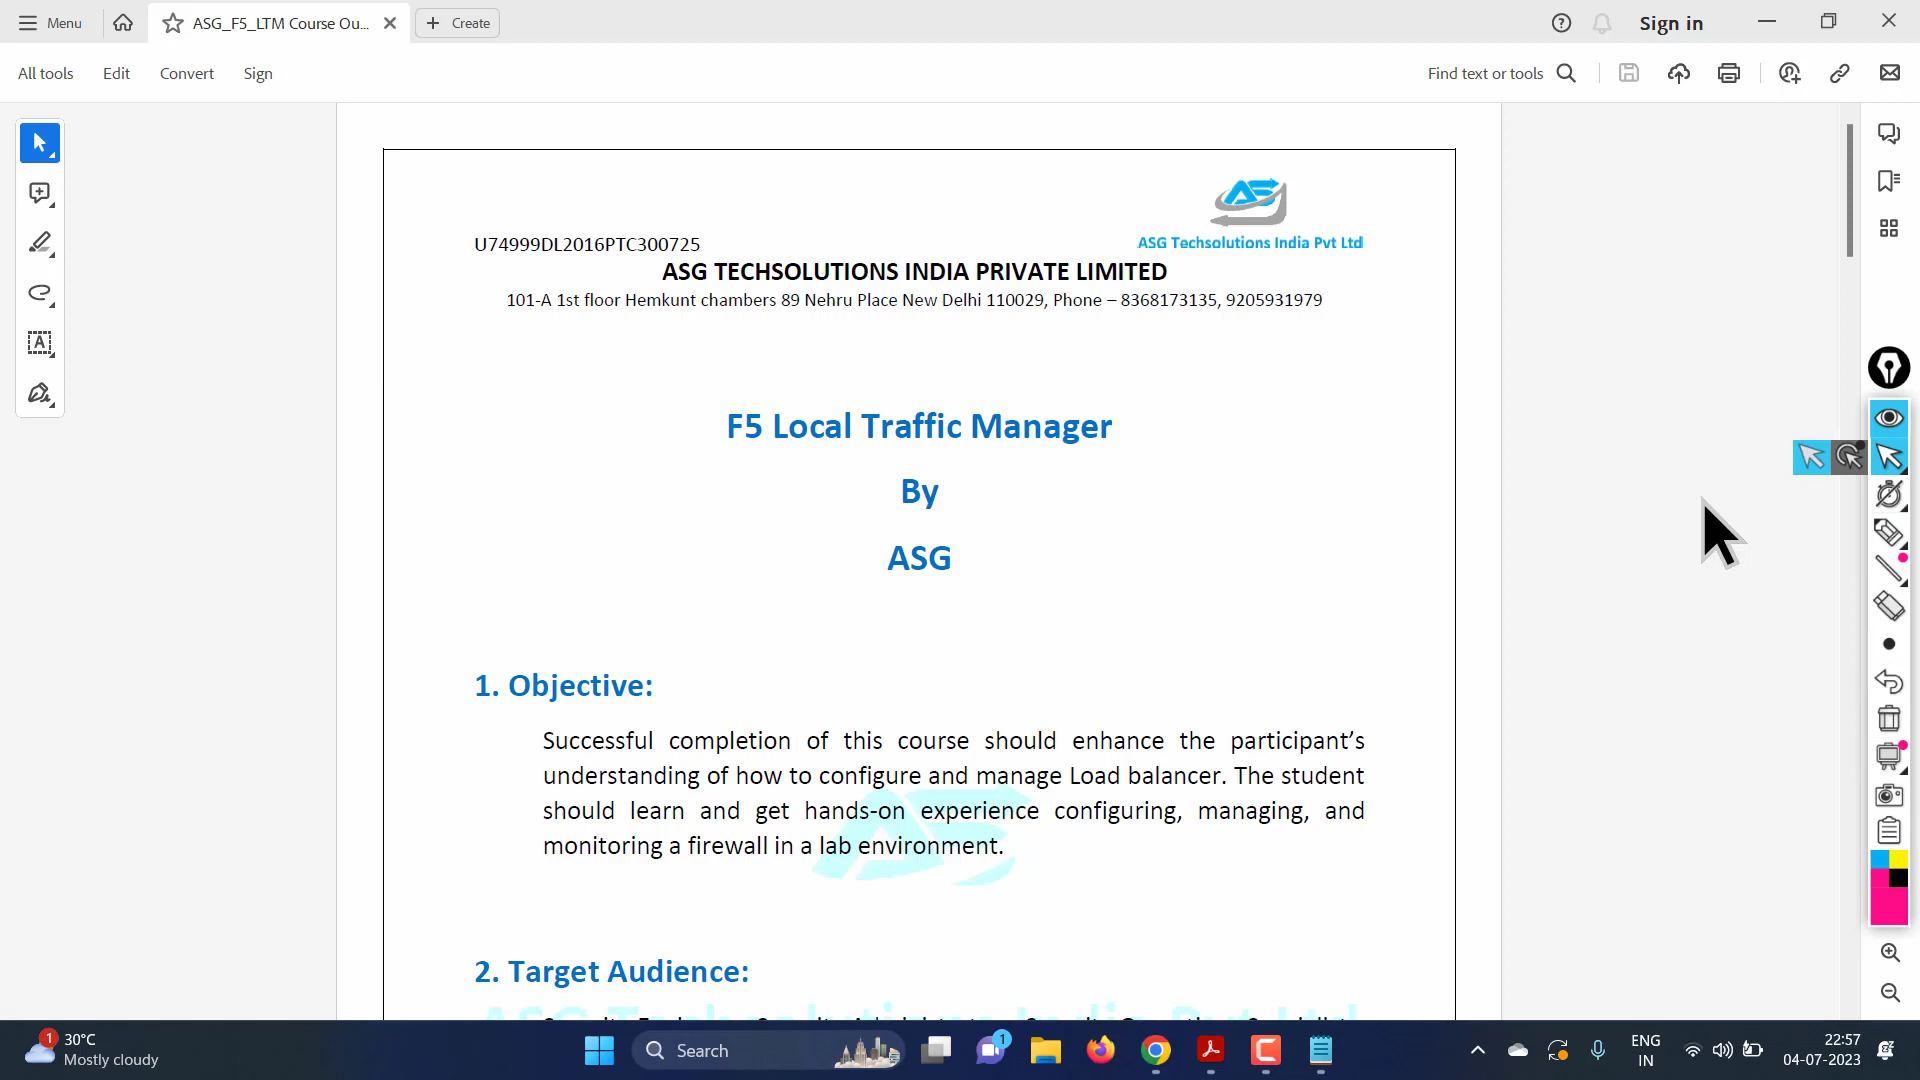 Menu
ASG_F5_LTM Course Ou...
Create
Sign in
All tools
Edit
Convert
Sign
Find text or tools
ASG Techsolutions India Pvt Ltd
U74999DL2016PTC300725
ASG TECHSOLUTIONS INDIA PRIVATE LIMITED
101-A 1st floor Hemkunt chambers 89 Nehru Place New Delhi 110029, Phone – 8368173135, 9205931979
F5 Local Traffic Manager
By
ASG
1. Objective:
Successful completion of this course should enhance the participant’s
understanding of how to configure and manage Load balancer. The student
should learn and get hands-on experience configuring, managing, and
monitoring a firewall in a lab environment.
2. Target Audience:
1
30°C
Mostly cloudy
Search
1
ENG
IN
22:57
04-07-2023